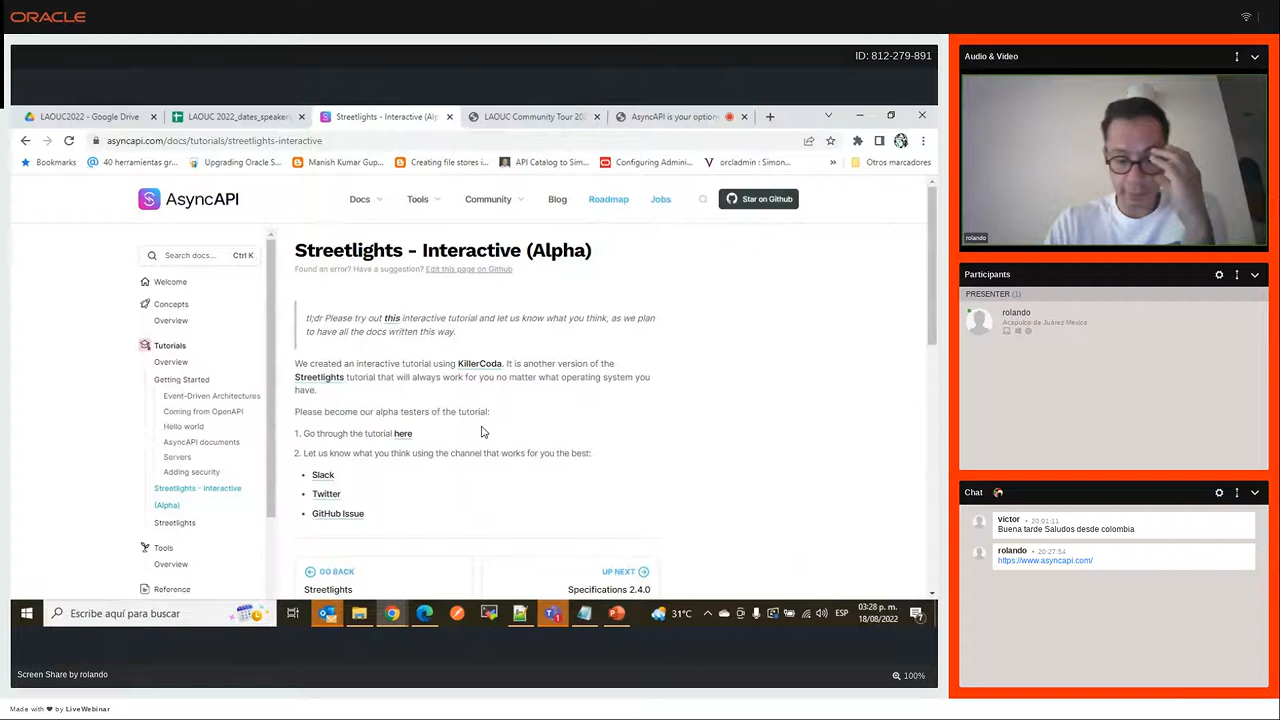 ORACLE
ID: 812-279-891
LAOUC2022 - Google Drive
LAOUC 2022_dates_speakers
Streetlights - Interactive (Alp
LAOUC Community Tour 202
AsyncAPI is your option
asyncapi.com/docs/tutorials/streetlights-interactive
Bookmarks
40 herramientas gr...
Upgrading Oracle S...
Manish Kumar Gup...
Creating file stores i...
API Catalog to Sim...
Configuring Admini...
orcladmin : Simon...
Otros marcadores
AsyncAPI
Docs
Tools
Community
Blog
Roadmap
Jobs
Star on Github
Search docs...
Ctrl K
Welcome
Concepts
Overview
Tutorials
Overview
Getting Started
Event-Driven Architectures
Coming from OpenAPI
Hello world
AsyncAPI documents
Servers
Adding security
Streetlights - Interactive
(Alpha)
Streetlights
Tools
Overview
Reference
Streetlights - Interactive (Alpha)
Found an error? Have a suggestion? Edit this page on Github
tl;dr Please try out this interactive tutorial and let us know what you think, as we plan
to have all the docs written this way.
We created an interactive tutorial using KillerCoda. It is another version of the
Streetlights tutorial that will always work for you no matter what operating system you
have.
Please become our alpha testers of the tutorial:
1. Go through the tutorial here
2. Let us know what you think using the channel that works for you the best:
• Slack
• Twitter
• GitHub Issue
GO BACK
Streetlights
UP NEXT
Specifications 2.4.0
Escribe aquí para buscar
31°C
ESP
03:28 p. m.
18/08/2022
7
Screen Share by rolando
100%
Made with ❤ by LiveWebinar
Audio & Video
rolando
Participants
PRESENTER (1)
rolando
Acapulco de Juárez Mexico
Chat
victor • 20:01:11
Buena tarde Saludos desde colombia
rolando • 20:27:54
https://www.asyncapi.com/